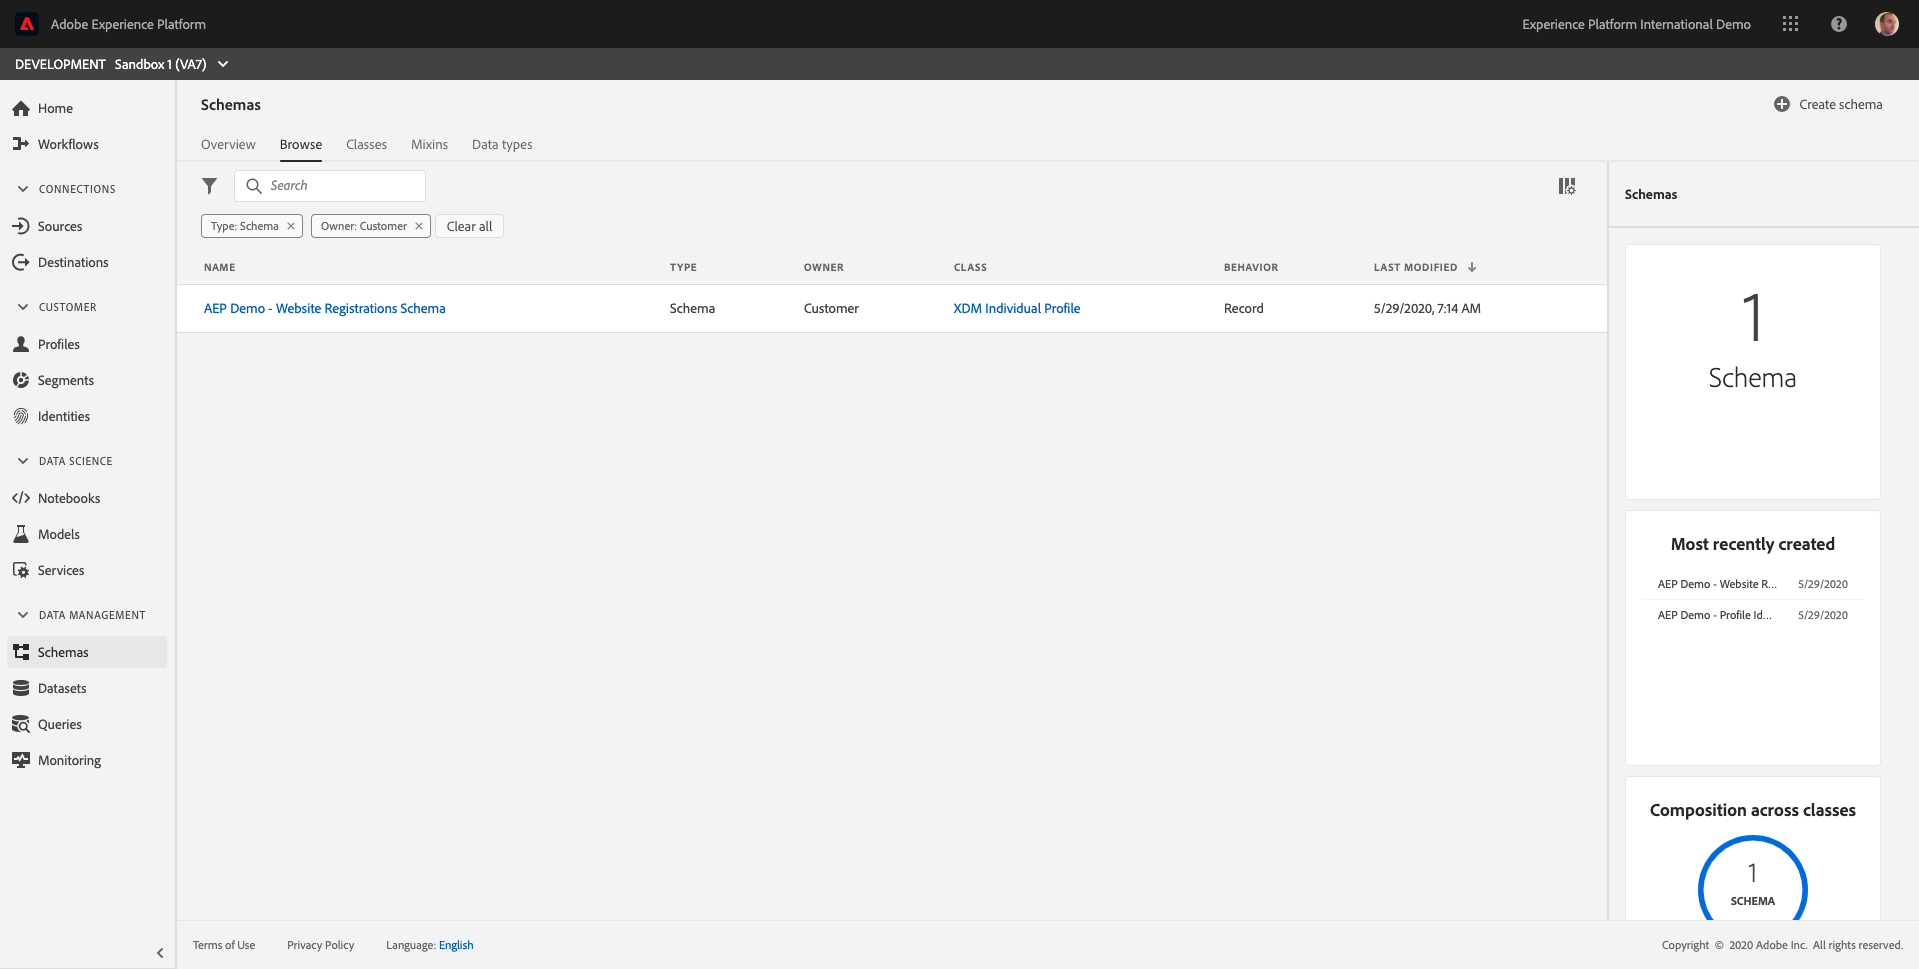 Adobe Experience Platform
Experience Platform International Demo
DEVELOPMENT Sandbox 1 (VA7)
Home
Workflows
CONNECTIONS
Sources
Destinations
CUSTOMER
Profiles
Segments
Identities
DATA SCIENCE
Notebooks
Models
Services
DATA MANAGEMENT
Schemas
Datasets
Queries
Monitoring
Schemas
Create schema
Overview Browse Classes Mixins Data types
Search
Type: Schema × Owner: Customer × Clear all
NAME TYPE OWNER CLASS BEHAVIOR LAST MODIFIED ↓
AEP Demo - Website Registrations Schema Schema Customer XDM Individual Profile Record 5/29/2020, 7:14 AM
Schemas
1
Schema
Most recently created
AEP Demo - Website R... 5/29/2020
AEP Demo - Profile Id... 5/29/2020
Composition across classes
1
SCHEMA
Terms of Use Privacy Policy Language: English
Copyright © 2020 Adobe Inc. All rights reserved.